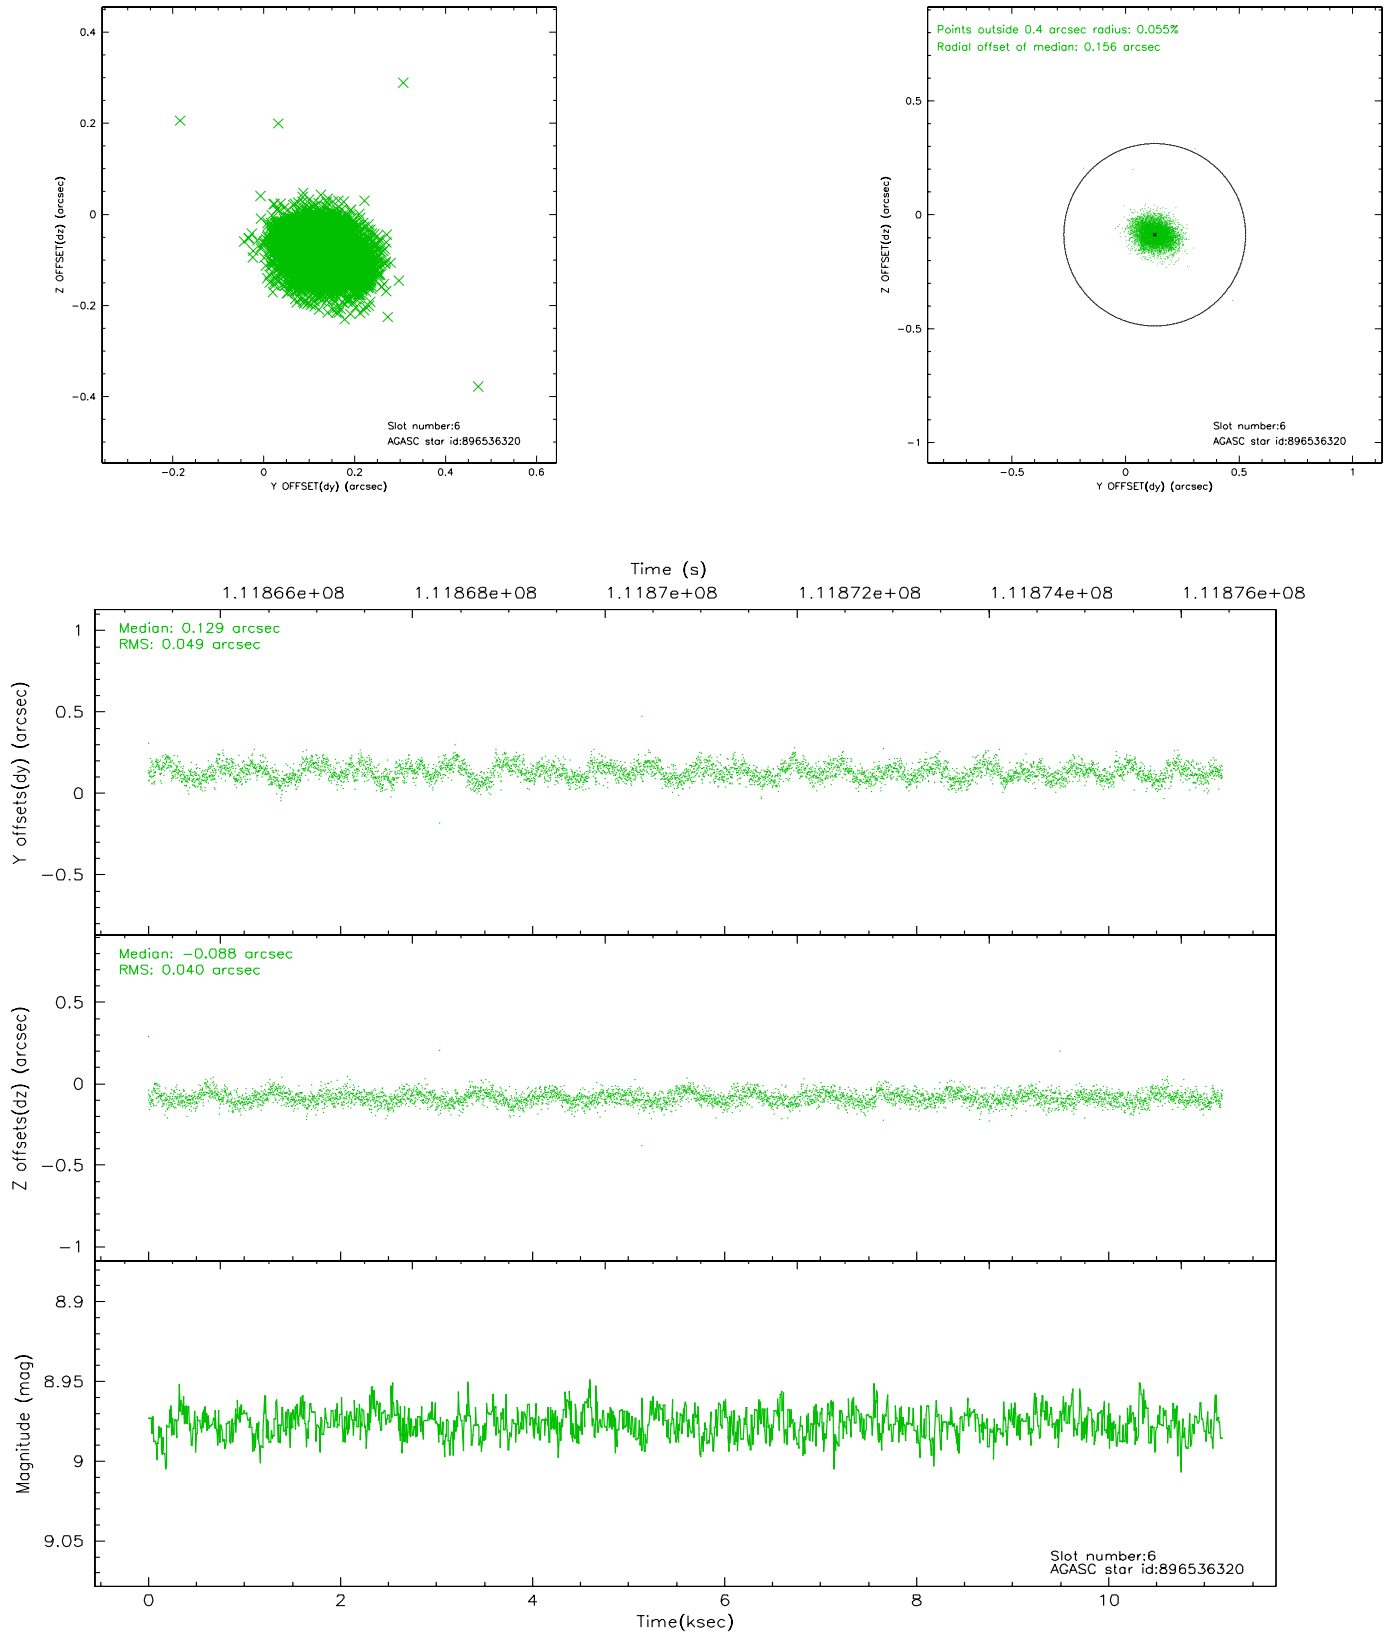 0.4
0.2
0
−0.2
−0.4
Z OFFSET(dz) (arcsec)
Slot number:6
AGASC star id:896536320
−0.2 0 0.2 0.4 0.6
Y OFFSET(dy) (arcsec)
Points outside 0.4 arcsec radius: 0.055%
Radial offset of median: 0.156 arcsec
0.5
0
−0.5
−1
Z OFFSET(dz) (arcsec)
Slot number:6
AGASC star id:896536320
−0.5 0 0.5 1
Y OFFSET(dy) (arcsec)
Time (s)
1.11866e+08 1.11868e+08 1.1187e+08 1.11872e+08 1.11874e+08 1.11876e+08
Median: 0.129 arcsec
RMS: 0.049 arcsec
1
0.5
0
−0.5
Y offsets(dy) (arcsec)
Median: −0.088 arcsec
RMS: 0.040 arcsec
0.5
0
−0.5
−1
Z offsets(dz) (arcsec)
8.9
8.95
9
9.05
Magnitude (mag)
Slot number:6
AGASC star id:896536320
0 2 4 6 8 10
Time(ksec)